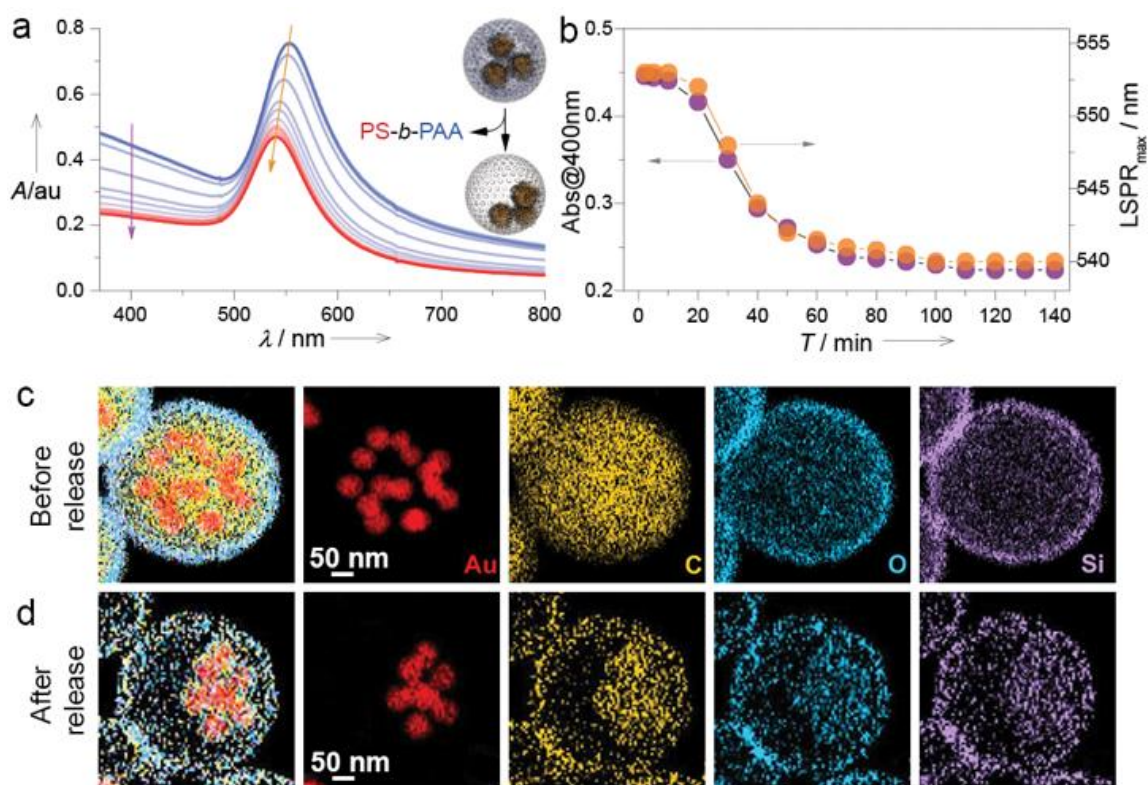 a
0.8
0.6
0.4
0.2
0.0
A/au
400 500 600 700 800
λ / nm
PS-b-PAA
b
0.5
0.4
0.3
0.2
Abs@400nm
555
550
545
540
LSPRmax / nm
0 20 40 60 80 100 120 140
T / min
c
Before
release
50 nm
Au
C
O
Si
d
After
release
50 nm